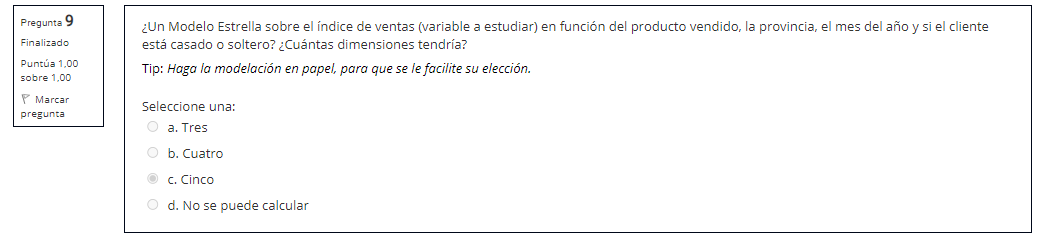 Pregunta 9
Finalizado
Puntúa 1,00
sobre 1,00
Marcar
pregunta
¿Un Modelo Estrella sobre el índice de ventas (variable a estudiar) en función del producto vendido, la provincia, el mes del año y si el cliente
está casado o soltero? ¿Cuántas dimensiones tendría?
Tip: Haga la modelación en papel, para que se le facilite su elección.
Seleccione una:
a. Tres
b. Cuatro
c. Cinco
d. No se puede calcular